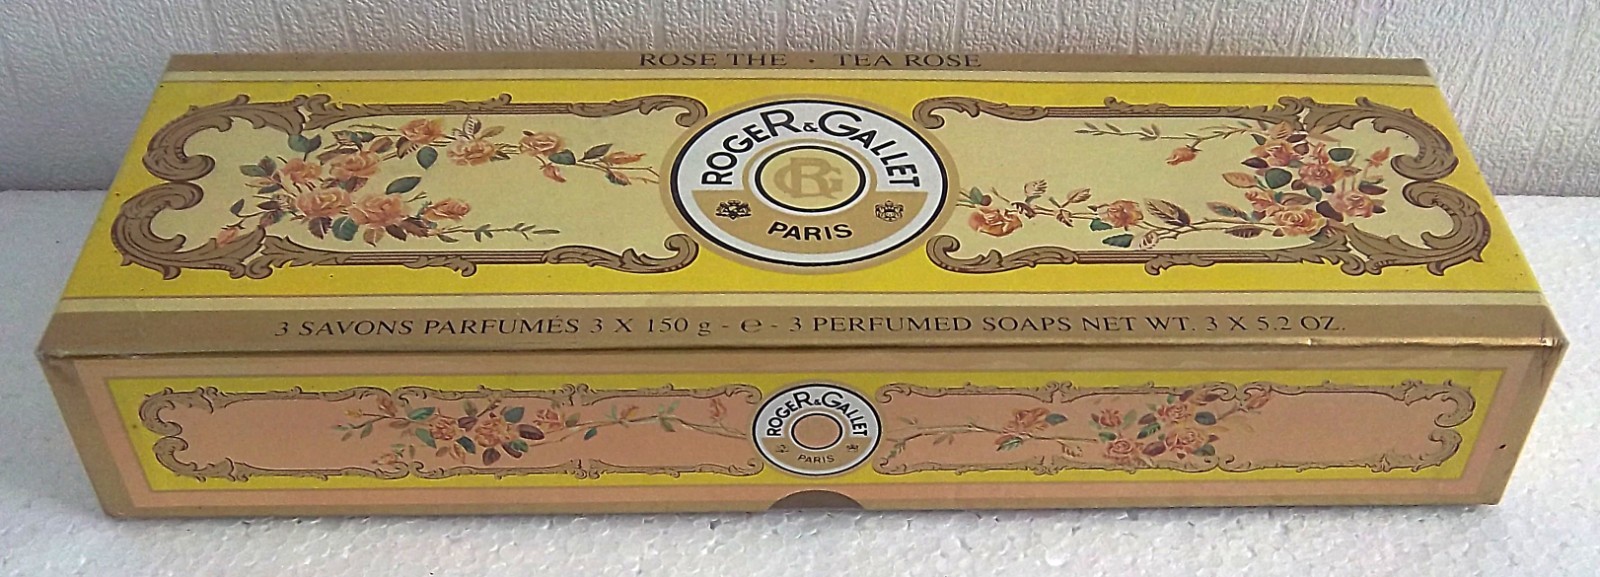 ROSE THE · TEA ROSE
ROGER & GALLET
RG
PARIS
3 SAVONS PARFUMÉS 3 X 150 g - ℮ - 3 PERFUMED SOAPS NET WT. 3 X 5.2 OZ.
ROGER & GALLET
PARIS